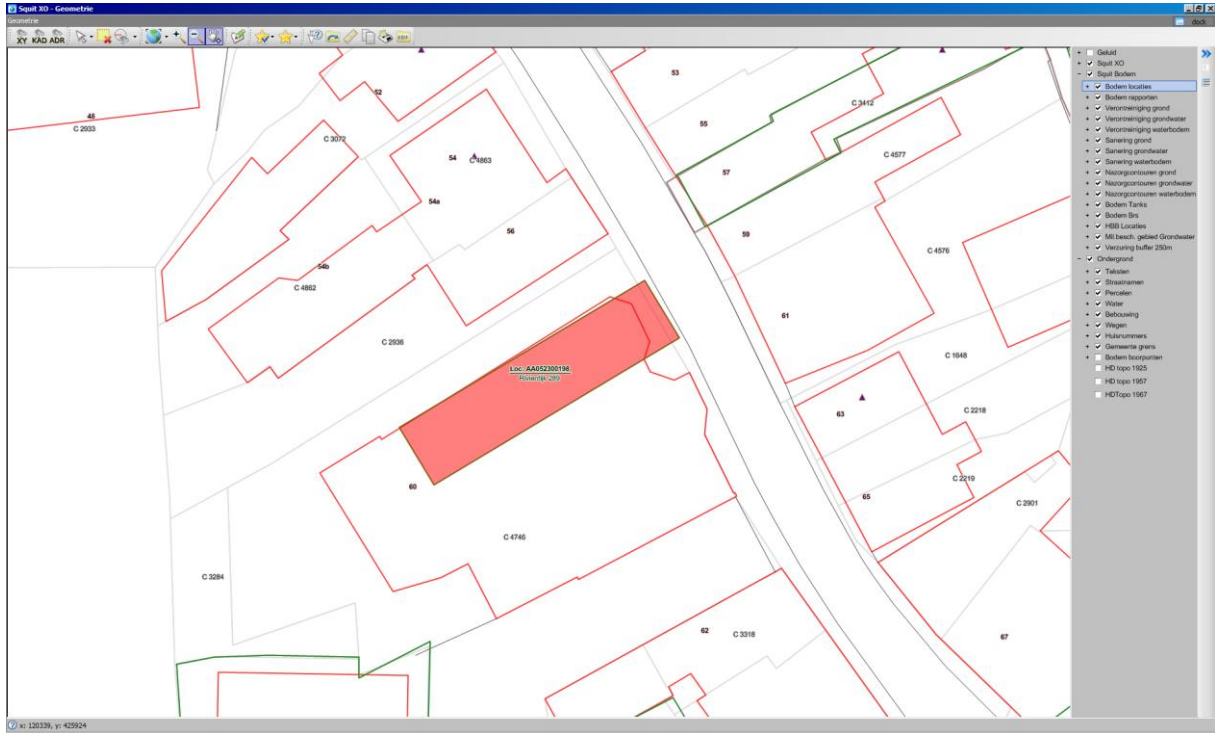 Squit XO - Geometrie
Geometrie
dock
XY KAD ADR
48
C 2933
52
C 3072
54
C 4863
54a
56
54b
C 4862
C 2936
Loc. AA052300198
60
C 4746
C 3284
62
C 3318
53
C 3412
55
C 4577
57
59
C 4576
61
C 1648
63
C 2218
65
C 2219
C 2901
67
Geluid
Squit XO
Squit Bodem
Bodem locaties
Bodem rapporten
Verontreiniging grond
Verontreiniging grondwater
Verontreiniging waterbodem
Sanering grond
Sanering grondwater
Sanering waterbodem
Nazorgcontouren grond
Nazorgcontouren grondwater
Nazorgcontouren waterbodem
Bodem Tanks
Bodem Brs
HBB Locaties
Mil.besch. gebied Grondwater
Verzuring buffer 250m
Ondergrond
Teksten
Straatnamen
Percelen
Water
Bebouwing
Wegen
Huisnummers
Gemeente grens
Bodem boorpunten
HD topo 1925
HD topo 1957
HDTopo 1967
x: 120339, y: 425924